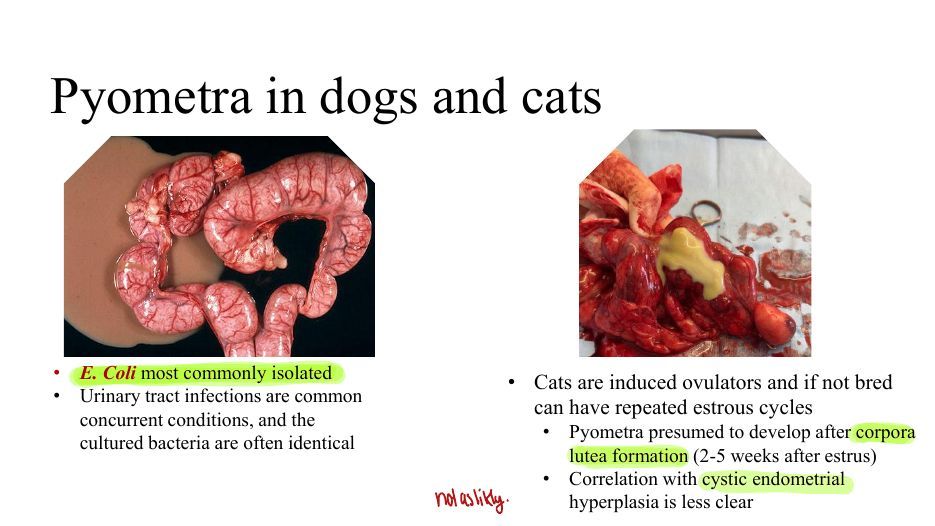 Pyometra in dogs and cats
• E. Coli most commonly isolated
• Urinary tract infections are common
concurrent conditions, and the
cultured bacteria are often identical
• Cats are induced ovulators and if not bred
can have repeated estrous cycles
• Pyometra presumed to develop after corpora
lutea formation (2-5 weeks after estrus)
• Correlation with cystic endometrial
hyperplasia is less clear
not as likly.